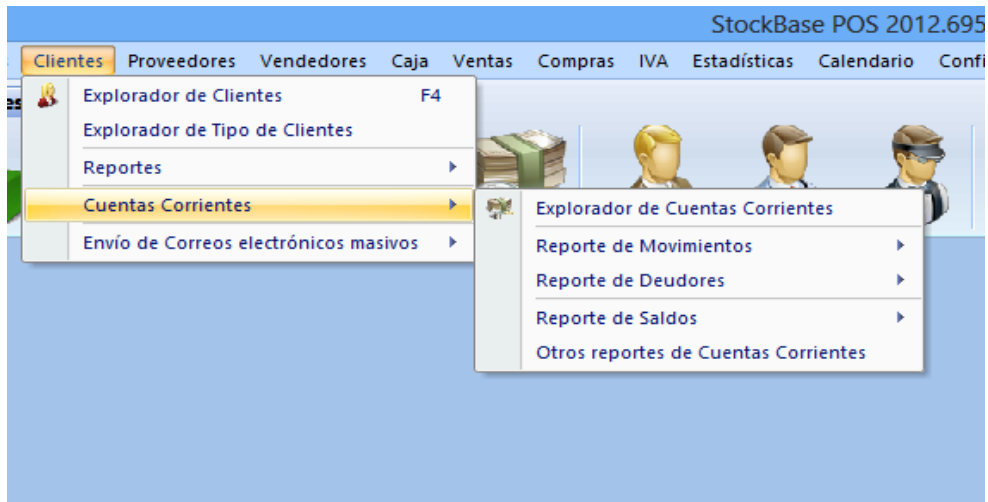 StockBase POS 2012.695
Clientes Proveedores Vendedores Caja Ventas Compras IVA Estadísticas Calendario Confi
es
Explorador de Clientes F4
Explorador de Tipo de Clientes
Reportes
Cuentas Corrientes
Envío de Correos electrónicos masivos
Explorador de Cuentas Corrientes
Reporte de Movimientos
Reporte de Deudores
Reporte de Saldos
Otros reportes de Cuentas Corrientes